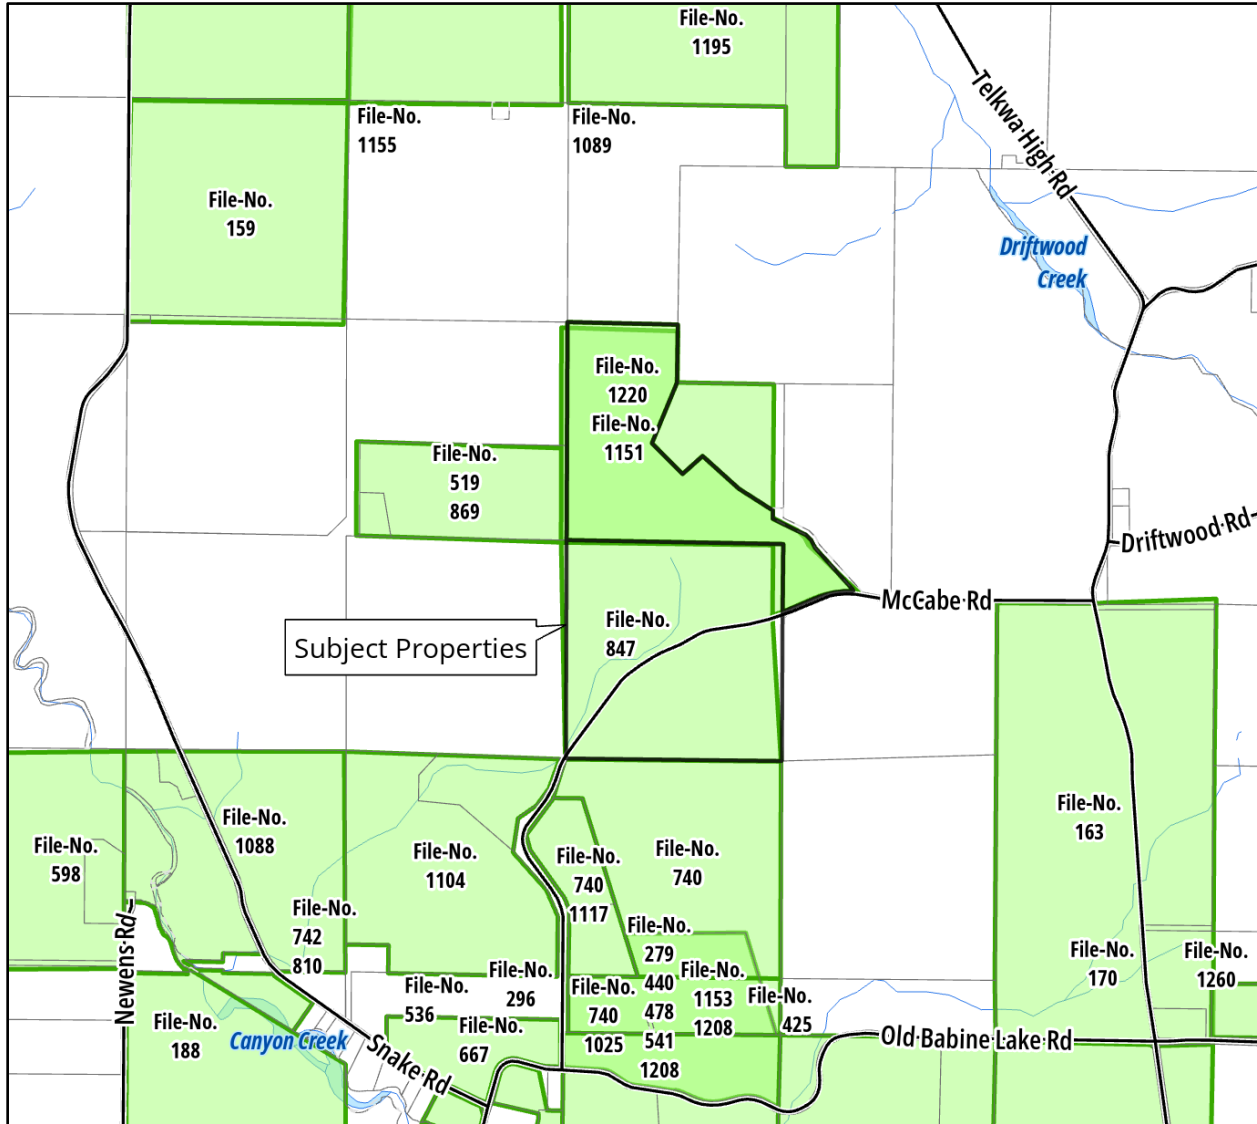 File-No.
1195
File-No.
1155
File-No.
1089
Telkwa High Rd
File-No.
159
Driftwood
Creek
File-No.
1220
File-No.
1151
File-No.
519
869
Driftwood Rd
McCabe Rd
File-No.
847
Subject Properties
File-No.
163
File-No.
1088
File-No.
598
File-No.
1104
File-No.
740
1117
File-No.
740
File-No.
742
810
Newens Rd
File-No.
279
440
478
541
1208
File-No.
170
File-No.
1260
File-No.
296
File-No.
536
File-No.
740
1025
File-No.
1153
1208
File-No.
425
File-No.
188
Canyon Creek
File-No.
667
Snake Rd
Old Babine Lake Rd